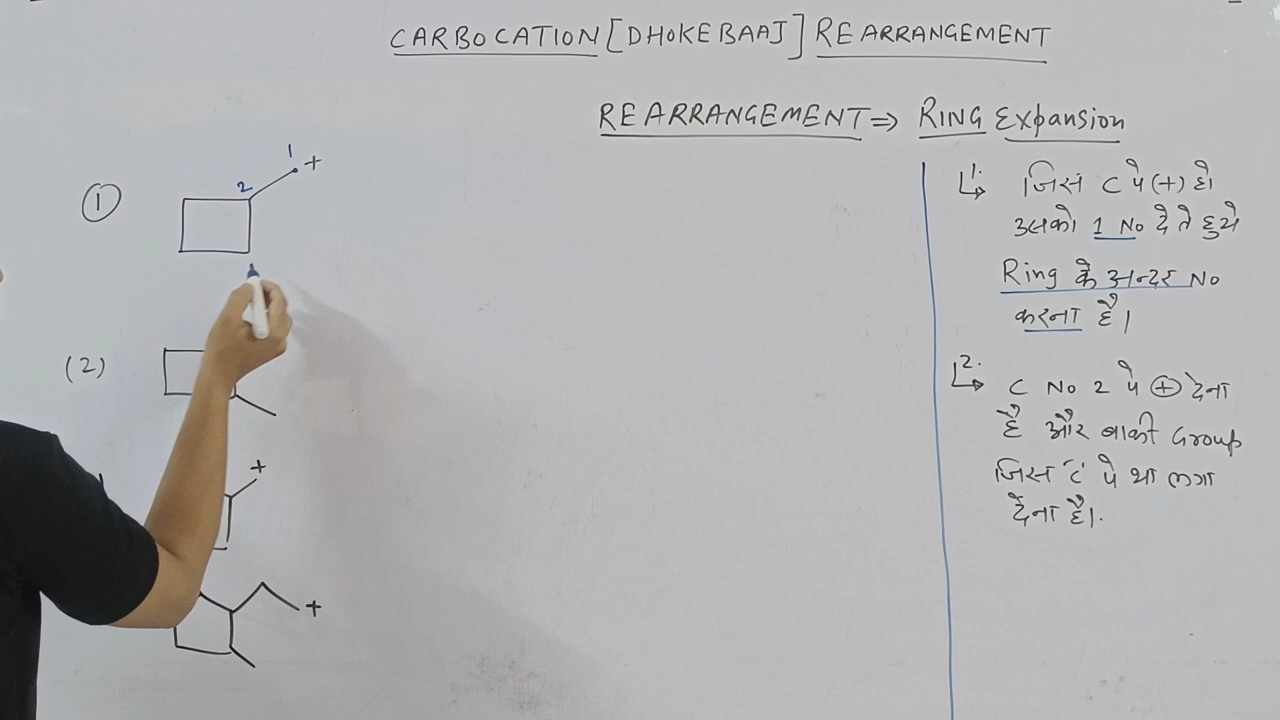 CARBOCATION [DHOKEBAAJ] REARRANGEMENT
REARRANGEMENT ⇒ RING Expansion
1
+
2
①
(2)
+
+
1. जिस C पे (+) हो
उसको 1 No देते हुये
Ring के अन्दर No
करना है।
2. C No 2 पे ⊕ देना
है और बाकी Group
जिस 'C' पे था लगा
देना है।.